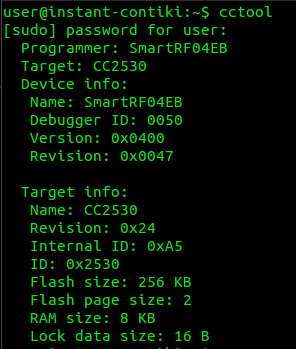 user@instant-contiki:~$ cctool
[sudo] password for user:
Programmer: SmartRF04EB
Target: CC2530
Device info:
Name: SmartRF04EB
Debugger ID: 0050
Version: 0x0400
Revision: 0x0047
Target info:
Name: CC2530
Revision: 0x24
Internal ID: 0xA5
ID: 0x2530
Flash size: 256 KB
Flash page size: 2
RAM size: 8 KB
Lock data size: 16 B